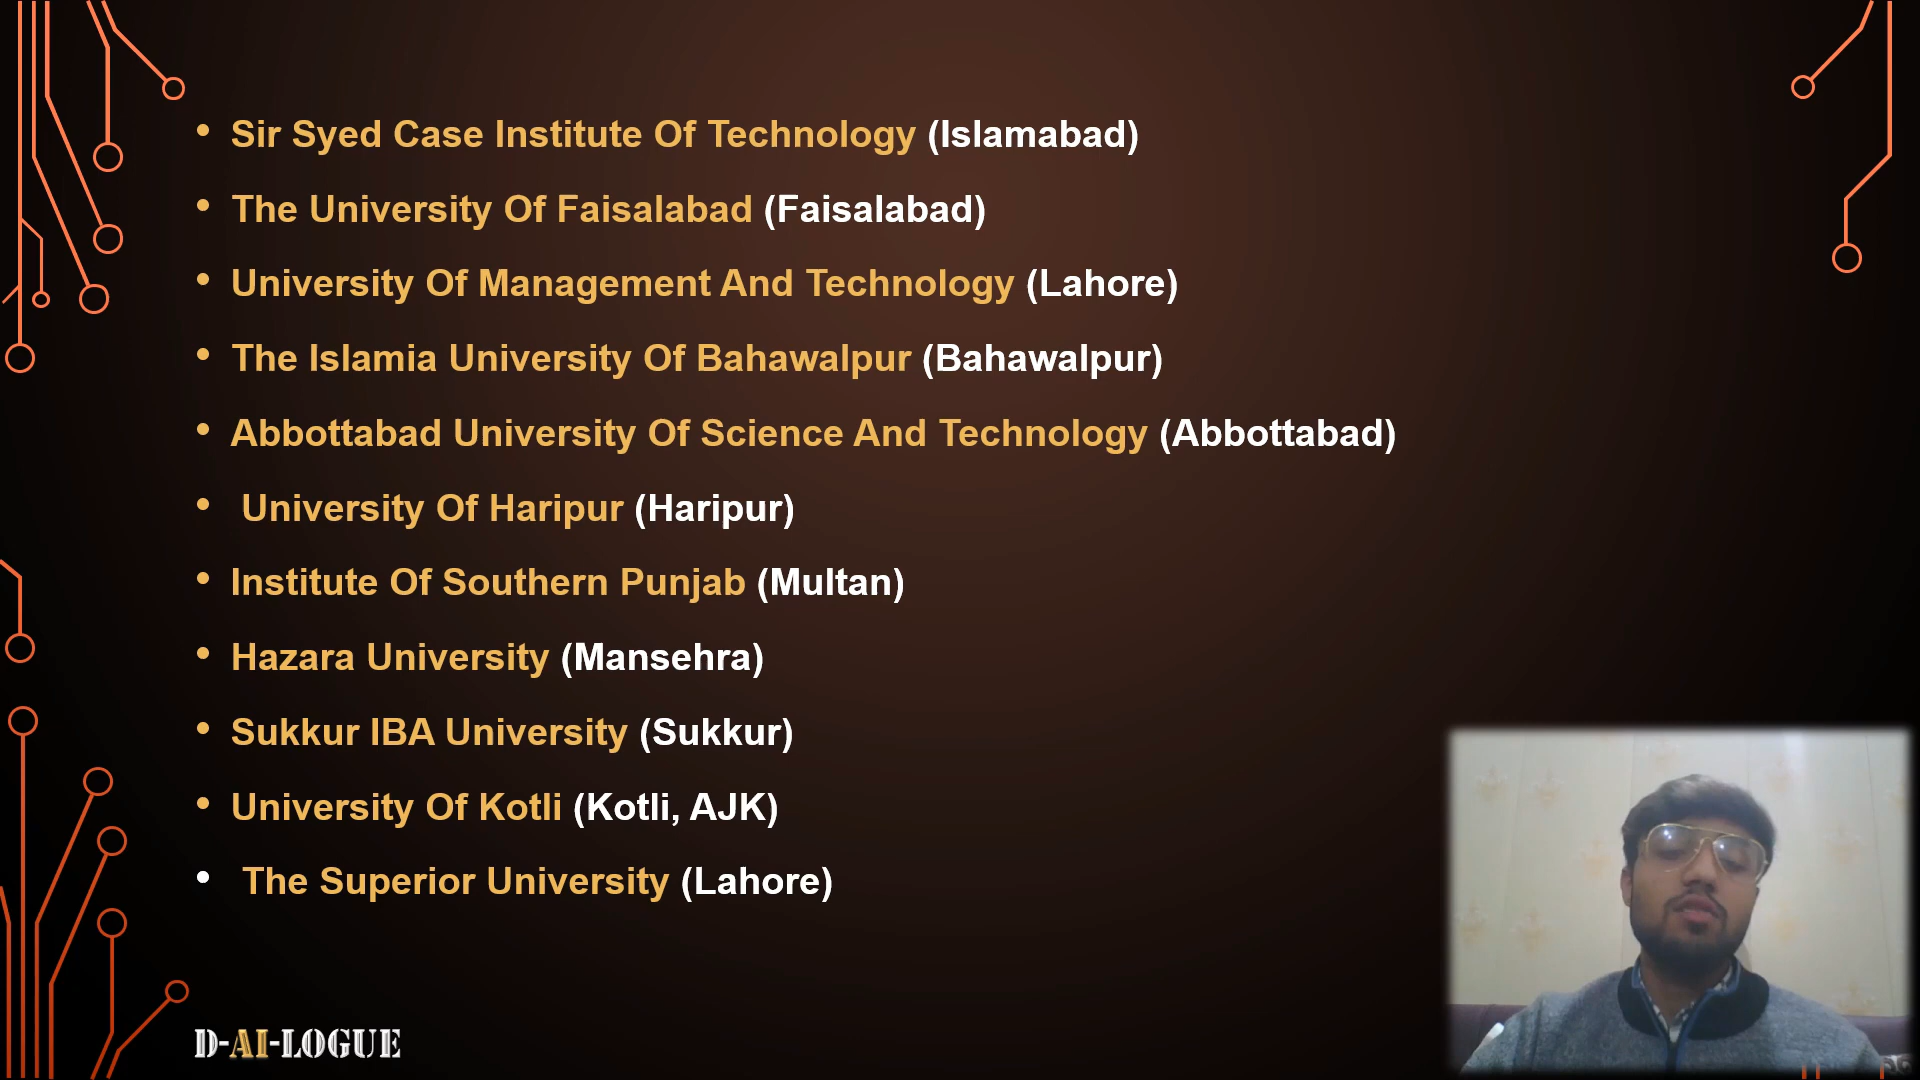 • Sir Syed Case Institute Of Technology (Islamabad)
• The University Of Faisalabad (Faisalabad)
• University Of Management And Technology (Lahore)
• The Islamia University Of Bahawalpur (Bahawalpur)
• Abbottabad University Of Science And Technology (Abbottabad)
• University Of Haripur (Haripur)
• Institute Of Southern Punjab (Multan)
• Hazara University (Mansehra)
• Sukkur IBA University (Sukkur)
• University Of Kotli (Kotli, AJK)
• The Superior University (Lahore)
D-AI-LOGUE